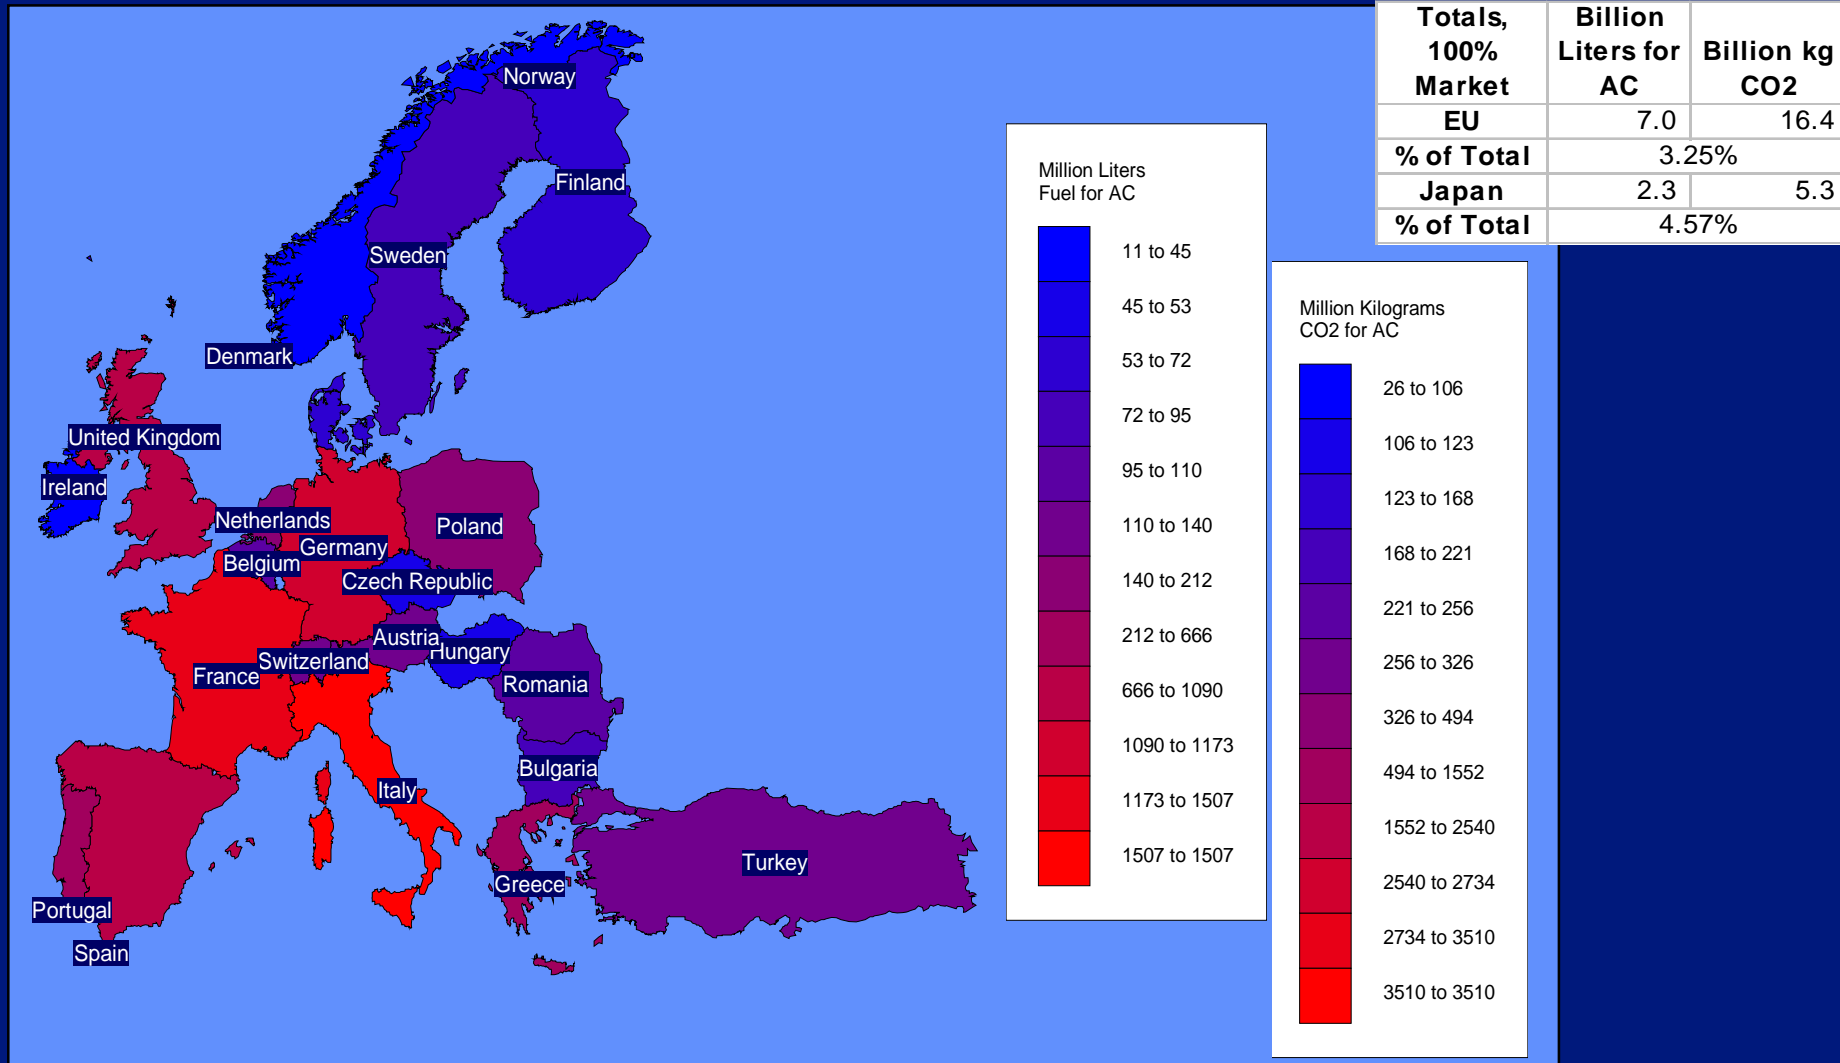 Totals, 100% Market	Billion Liters for AC	Billion kg CO2
EU	7.0	16.4
% of Total	3.25%
Japan	2.3	5.3
% of Total	4.57%
Norway
Finland
Sweden
Denmark
United Kingdom
Ireland
Netherlands
Poland
Germany
Belgium
Czech Republic
Austria
Hungary
Switzerland
France
Romania
Bulgaria
Italy
Turkey
Greece
Portugal
Spain
Million Liters
Fuel for AC
11 to 45
45 to 53
53 to 72
72 to 95
95 to 110
110 to 140
140 to 212
212 to 666
666 to 1090
1090 to 1173
1173 to 1507
1507 to 1507
Million Kilograms
CO2 for AC
26 to 106
106 to 123
123 to 168
168 to 221
221 to 256
256 to 326
326 to 494
494 to 1552
1552 to 2540
2540 to 2734
2734 to 3510
3510 to 3510